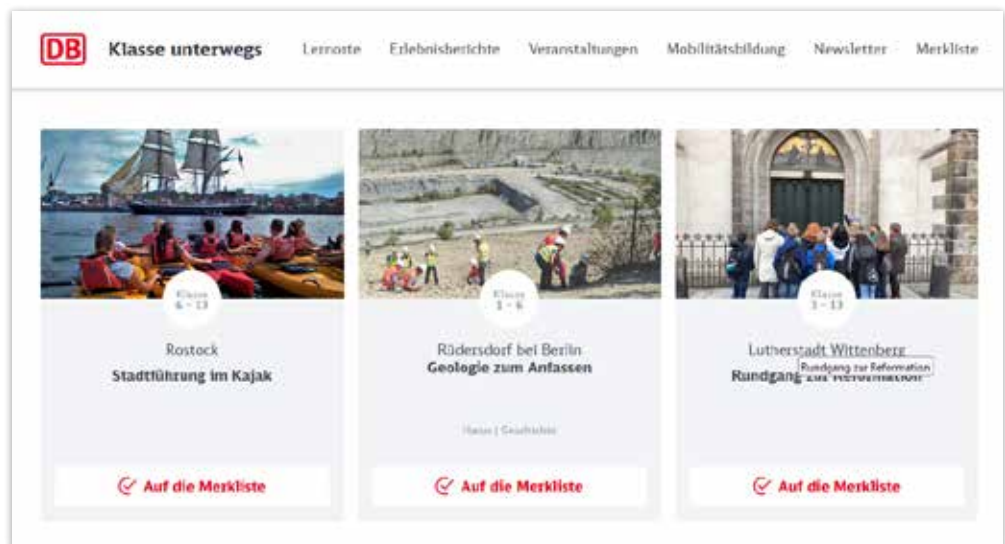 DB Klasse unterwegs Lernorte Erlebnisberichte Veranstaltungen Mobilitätsbildung Newsletter Merkliste
Klasse
6 - 13
Rostock
Stadtführung im Kajak
Auf die Merkliste
Klasse
1 - 6
Rüdersdorf bei Berlin
Geologie zum Anfassen
Auf die Merkliste
Klasse
- 13
Lutherstadt Wittenberg
Rundgang zur Reformation
Rundgang zur Reformation
Auf die Merkliste